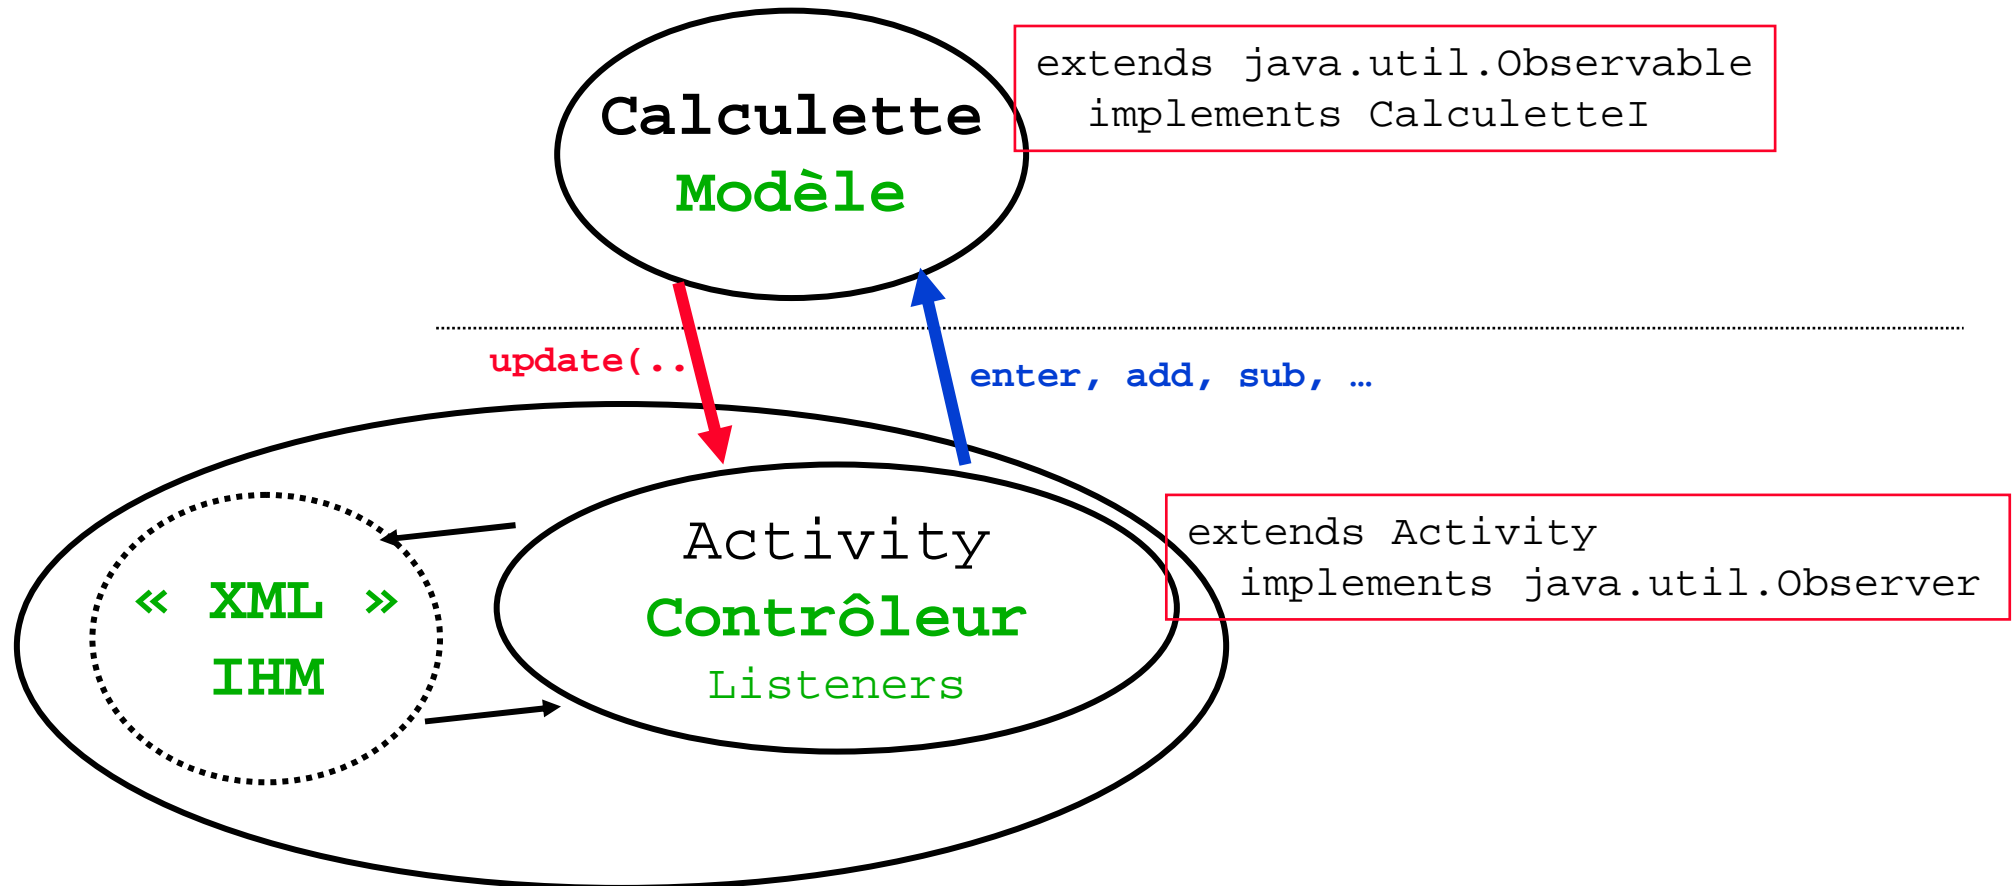 extends java.util.Observable
implements CalculetteI
Calculette
Modèle
update(..
enter, add, sub, …
extends Activity
implements java.util.Observer
Activity
Contrôleur
Listeners
« XML »
IHM